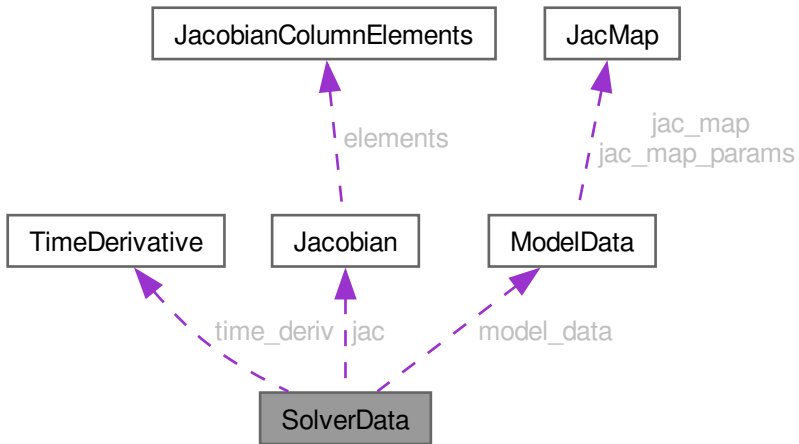 JacobianColumnElements
JacMap
elements
jac_map
jac_map_params
TimeDerivative
Jacobian
ModelData
time_deriv
jac
model_data
SolverData